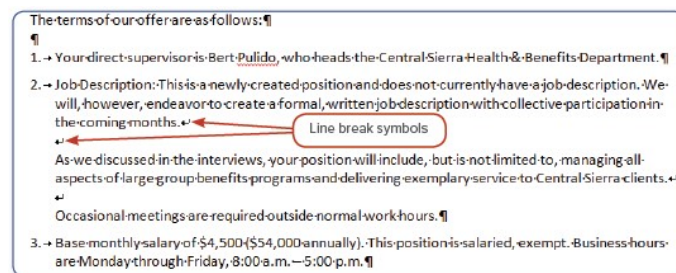 The terms of our offer are as follows:¶
¶
1.→Your direct supervisor is Bert Pulido, who heads the Central Sierra Health & Benefits Department.¶
2.→Job Description: This is a newly created position and does not currently have a job description. We
will, however, endeavor to create a formal, written job description with collective participation in
the coming months.↵
Line break symbols
↵
As we discussed in the interviews, your position will include, but is not limited to, managing all
aspects of large group benefits programs and delivering exemplary service to Central Sierra clients.↵
↵
Occasional meetings are required outside normal work hours.¶
3.→Base monthly salary of $4,500 ($54,000 annually). This position is salaried, exempt. Business hours
are Monday through Friday, 8:00 a.m. – 5:00 p.m.¶